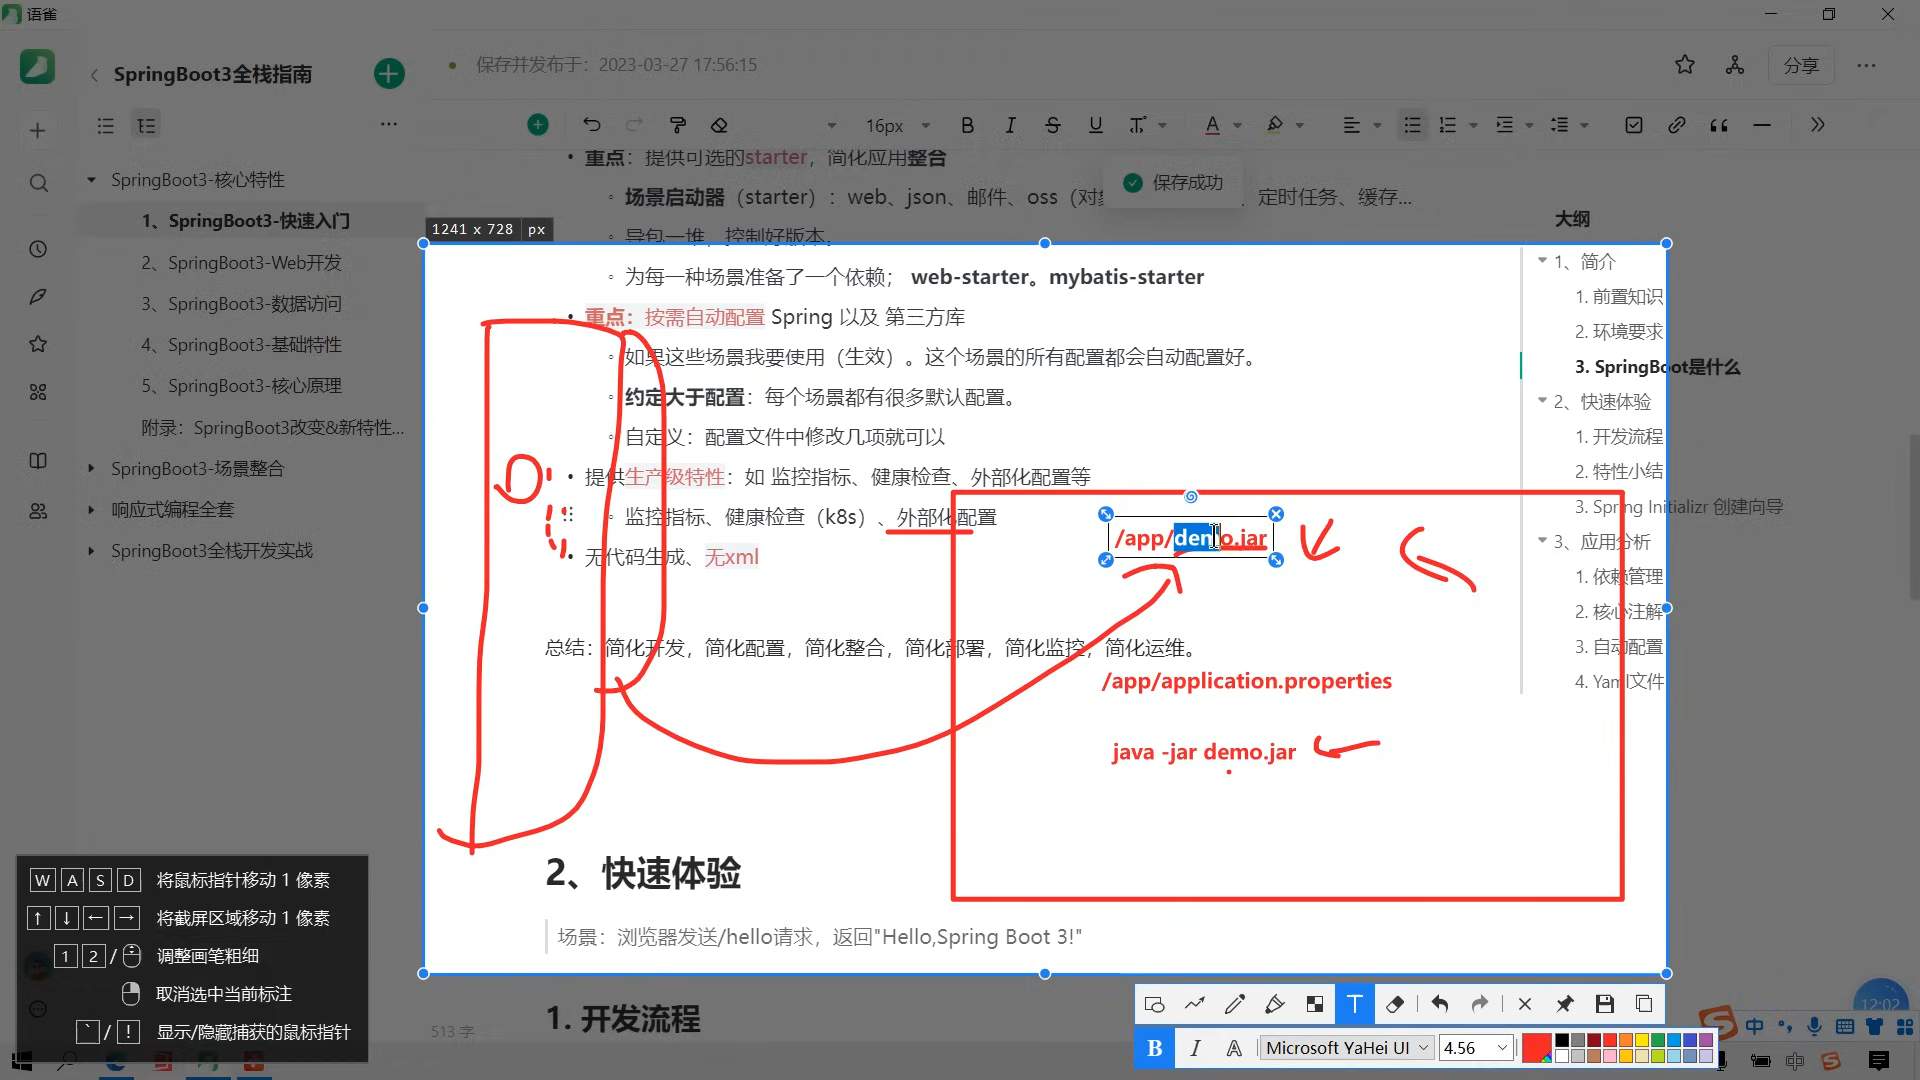 语雀
SpringBoot3全栈指南
保存并发布于：2023-03-27 17:56:15
分享
16px
SpringBoot3-核心特性
1、SpringBoot3-快速入门
2、SpringBoot3-Web开发
3、SpringBoot3-数据访问
4、SpringBoot3-基础特性
5、SpringBoot3-核心原理
附录：SpringBoot3改变&新特性...
SpringBoot3-场景整合
响应式编程全套
SpringBoot3全栈开发实战
重点：提供可选的starter，简化应用整合
保存成功
场景启动器（starter）：web、json、邮件、oss（对象
、定时任务、缓存...
1241 x 728 px
导包一堆，控制好版本。
为每一种场景准备了一个依赖； web-starter。mybatis-starter
重点：按需自动配置 Spring 以及 第三方库
如果这些场景我要使用（生效）。这个场景的所有配置都会自动配置好。
约定大于配置：每个场景都有很多默认配置。
自定义：配置文件中修改几项就可以
提供生产级特性：如 监控指标、健康检查、外部化配置等
监控指标、健康检查（k8s）、外部化配置
无代码生成、无xml
总结：简化开发，简化配置，简化整合，简化部署，简化监控，简化运维。
/app/demo.jar
/app/application.properties
java -jar demo.jar
2、快速体验
场景：浏览器发送/hello请求，返回"Hello,Spring Boot 3!"
1. 开发流程
513 字
大纲
1、简介
1. 前置知识
2. 环境要求
3. SpringBoot是什么
2、快速体验
1. 开发流程
2. 特性小结
3. Spring Initializr 创建向导
3、应用分析
1. 依赖管理
2. 核心注解
3. 自动配置
4. Yaml文件
W A S D 将鼠标指针移动 1 像素
↑ ↓ ← → 将截屏区域移动 1 像素
1 2 / 调整画笔粗细
取消选中当前标注
` / ! 显示/隐藏捕获的鼠标指针
B I A Microsoft YaHei UI 4.56
12:02
中
中